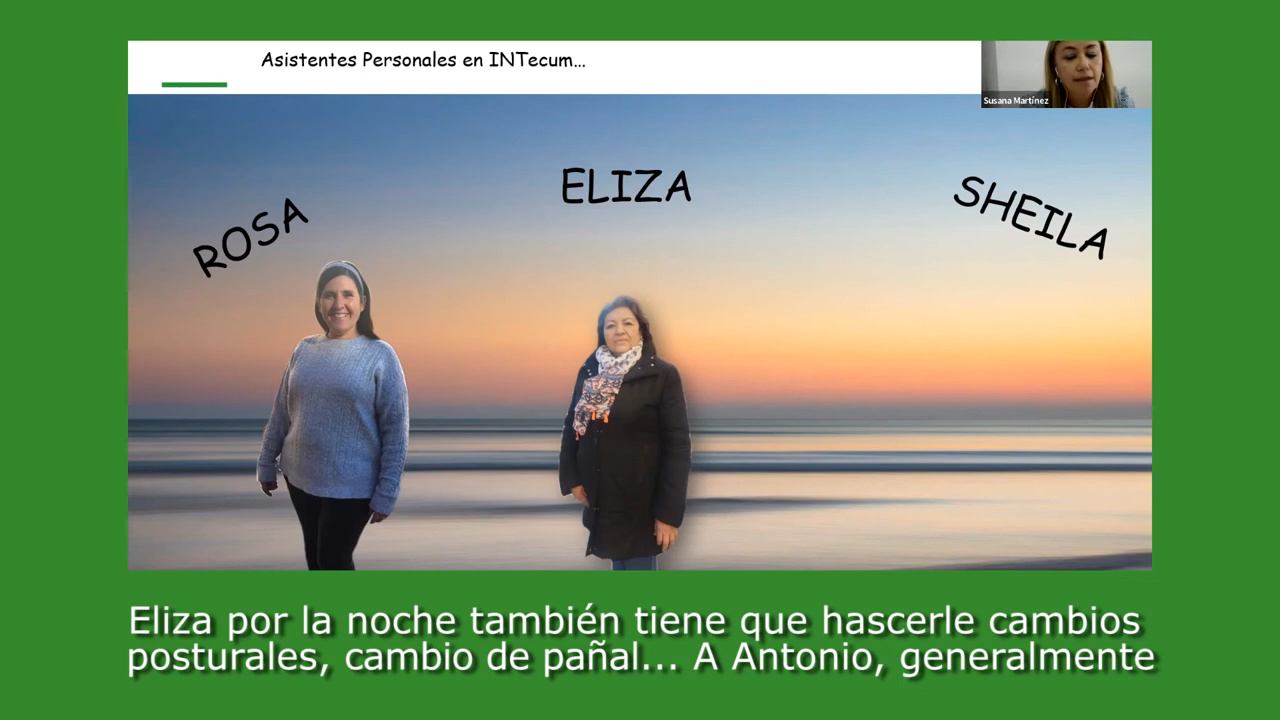 Asistentes Personales en INTecum...
Susana Martínez
ROSA
ELIZA
SHEILA
Eliza por la noche también tiene que hascerle cambios
posturales, cambio de pañal... A Antonio, generalmente